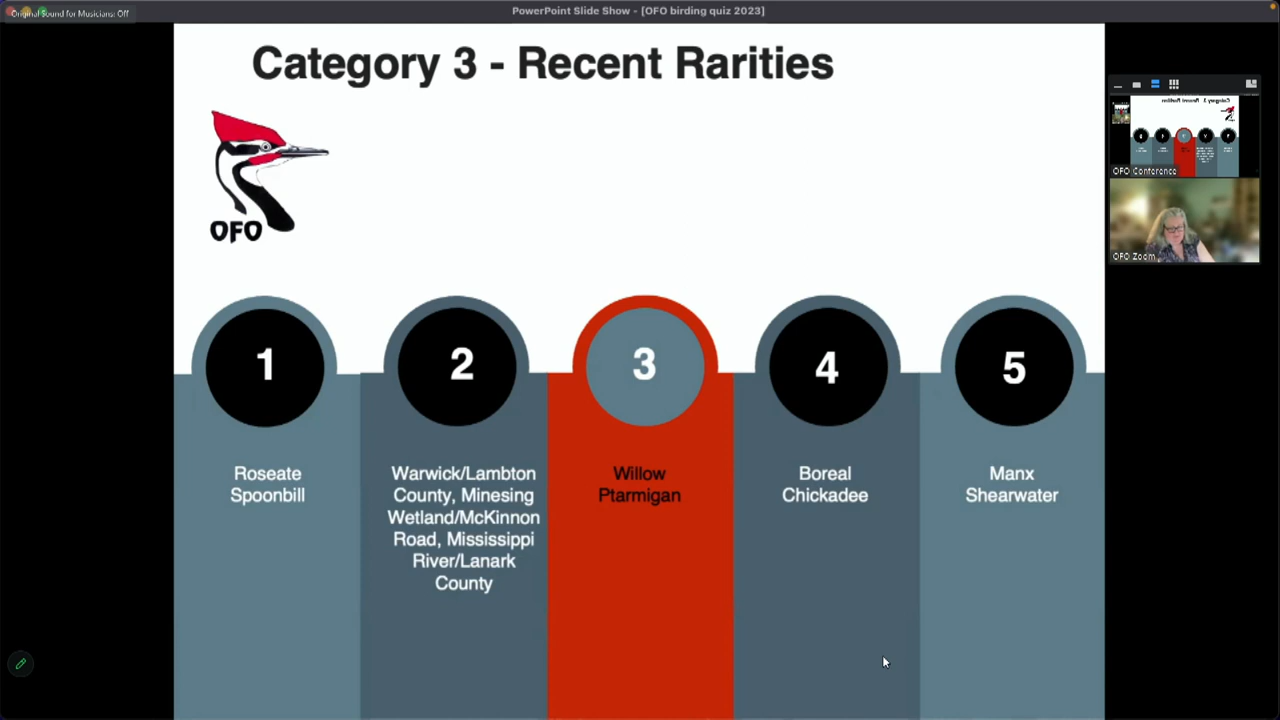 Original Sound for Musicians: Off
PowerPoint Slide Show - [OFO birding quiz 2023]
Category 3 - Recent Rarities
OFO
1
2
3
4
5
Roseate
Spoonbill
Warwick/Lambton
County, Minesing
Wetland/McKinnon
Road, Mississippi
River/Lanark
County
Willow
Ptarmigan
Boreal
Chickadee
Manx
Shearwater
OFO Conference
OFO Zoom